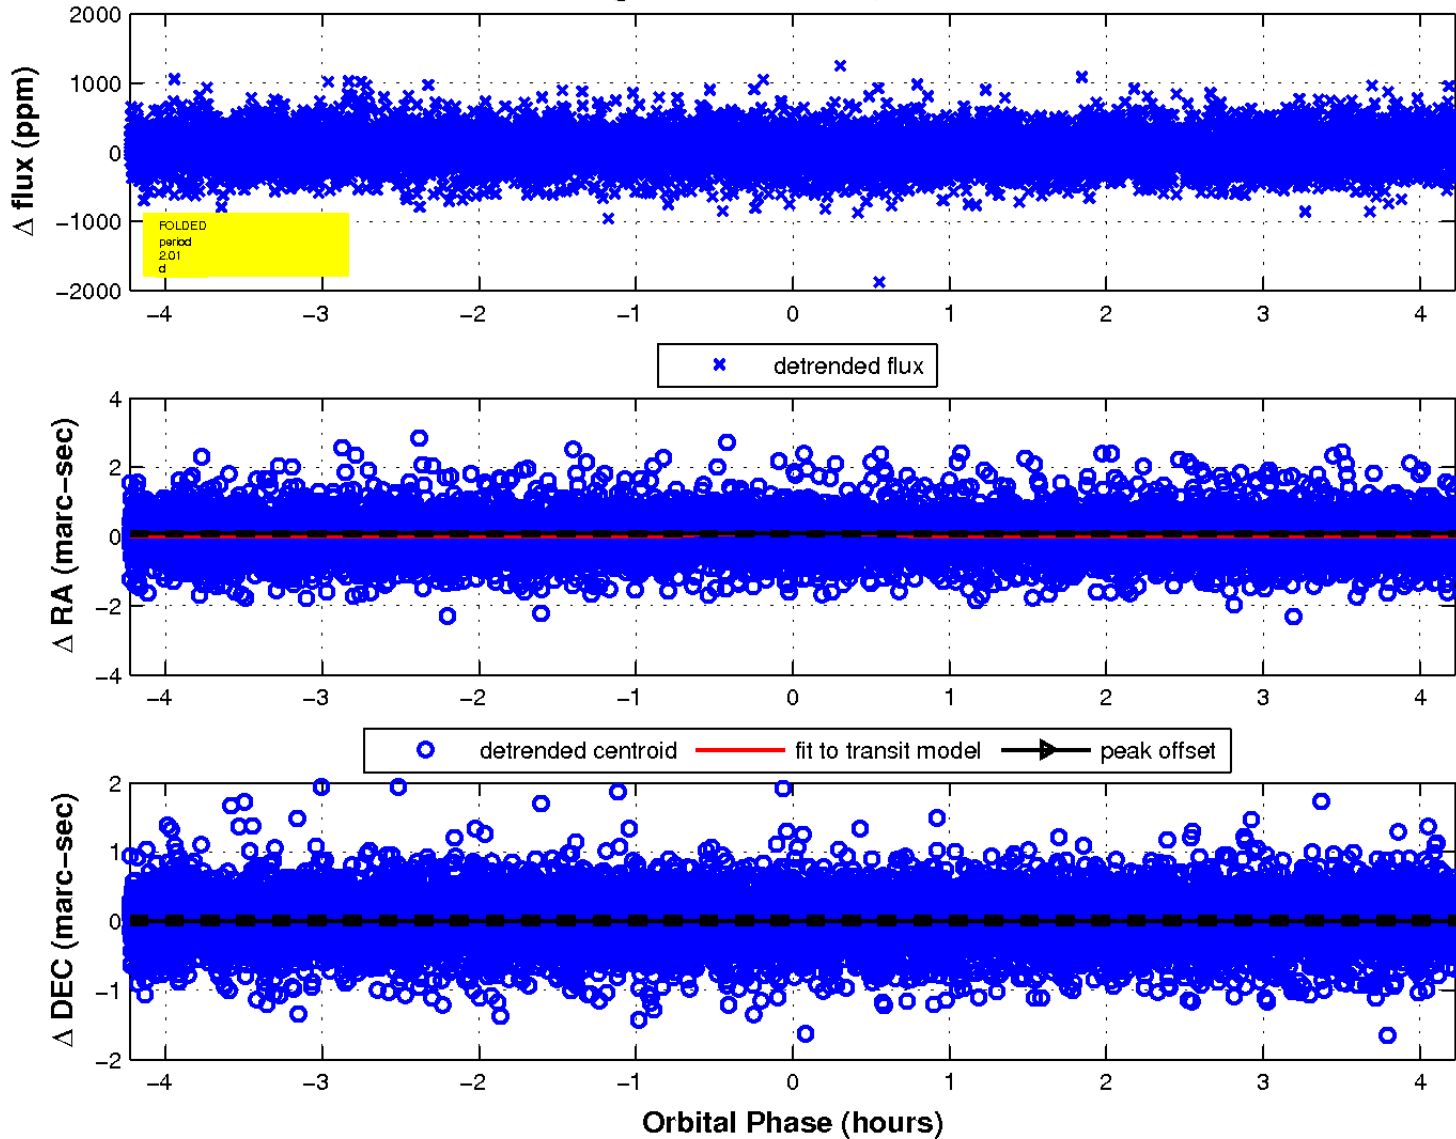 2000
1000
0
−1000
−2000
Δ flux (ppm)
FOLDED
period
2.01
d
−4 −3 −2 −1 0 1 2 3 4
detrended flux
4
2
0
−2
−4
Δ RA (marc−sec)
−4 −3 −2 −1 0 1 2 3 4
detrended centroid fit to transit model peak offset
2
1
0
−1
−2
Δ DEC (marc−sec)
−4 −3 −2 −1 0 1 2 3 4
Orbital Phase (hours)